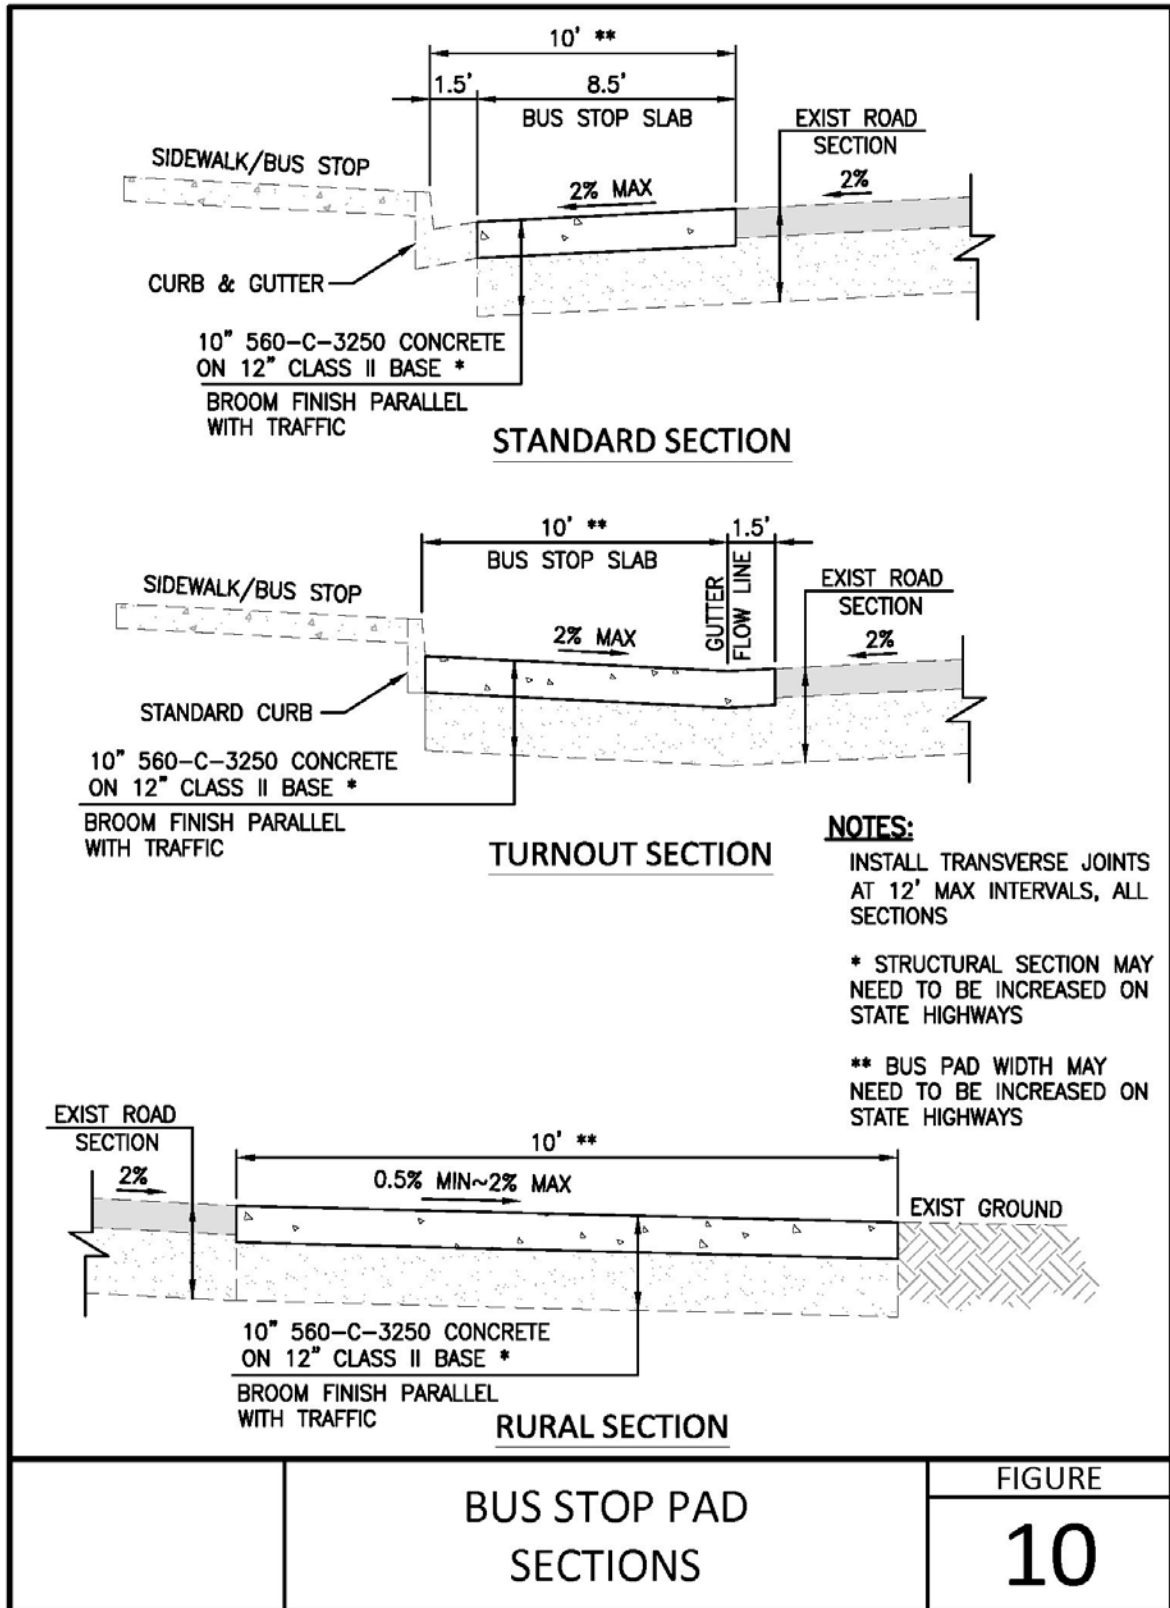 10' **
1.5'
8.5'
BUS STOP SLAB
EXIST ROAD
SECTION
SIDEWALK/BUS STOP
2% MAX
2%
CURB & GUTTER
10" 560-C-3250 CONCRETE
ON 12" CLASS II BASE *
BROOM FINISH PARALLEL
WITH TRAFFIC
STANDARD SECTION
10' **
1.5'
BUS STOP SLAB
GUTTER
FLOW LINE
SIDEWALK/BUS STOP
EXIST ROAD
SECTION
2% MAX
2%
STANDARD CURB
10" 560-C-3250 CONCRETE
ON 12" CLASS II BASE *
BROOM FINISH PARALLEL
WITH TRAFFIC
TURNOUT SECTION
NOTES:
INSTALL TRANSVERSE JOINTS
AT 12' MAX INTERVALS, ALL
SECTIONS
* STRUCTURAL SECTION MAY
NEED TO BE INCREASED ON
STATE HIGHWAYS
** BUS PAD WIDTH MAY
NEED TO BE INCREASED ON
STATE HIGHWAYS
EXIST ROAD
SECTION
10' **
2%
0.5% MIN~2% MAX
EXIST GROUND
10" 560-C-3250 CONCRETE
ON 12" CLASS II BASE *
BROOM FINISH PARALLEL
WITH TRAFFIC
RURAL SECTION
BUS STOP PAD
SECTIONS
FIGURE
10